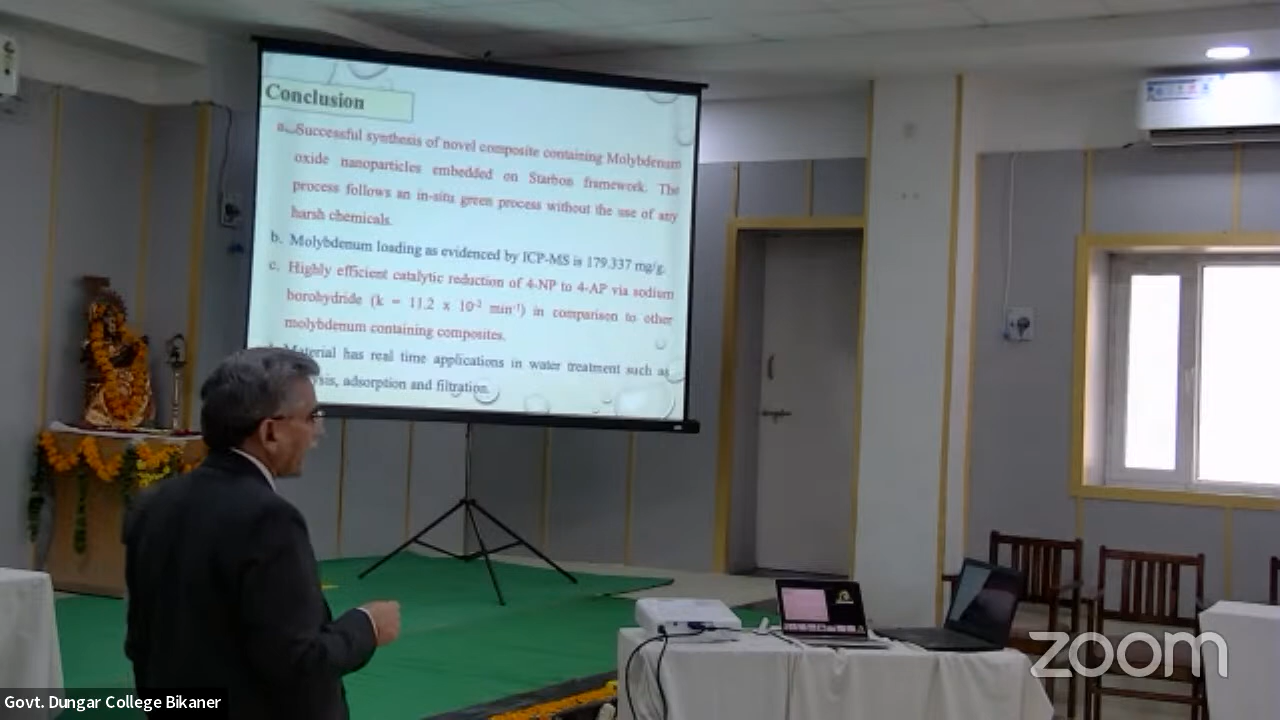 Conclusion
a. Successful synthesis of novel composite containing Molybdenum
oxide nanoparticles embedded on Starbon framework. The
process follows an in-situ green process without the use of any
harsh chemicals.
b. Molybdenum loading as evidenced by ICP-MS is 179.337 mg/g.
c. Highly efficient catalytic reduction of 4-NP to 4-AP via sodium
borohydride (k = 11.2 x 10⁻² min⁻¹) in comparison to other
molybdenum containing composites.
Material has real time applications in water treatment such as
adsorption and filtration.
zoom
Govt. Dungar College Bikaner